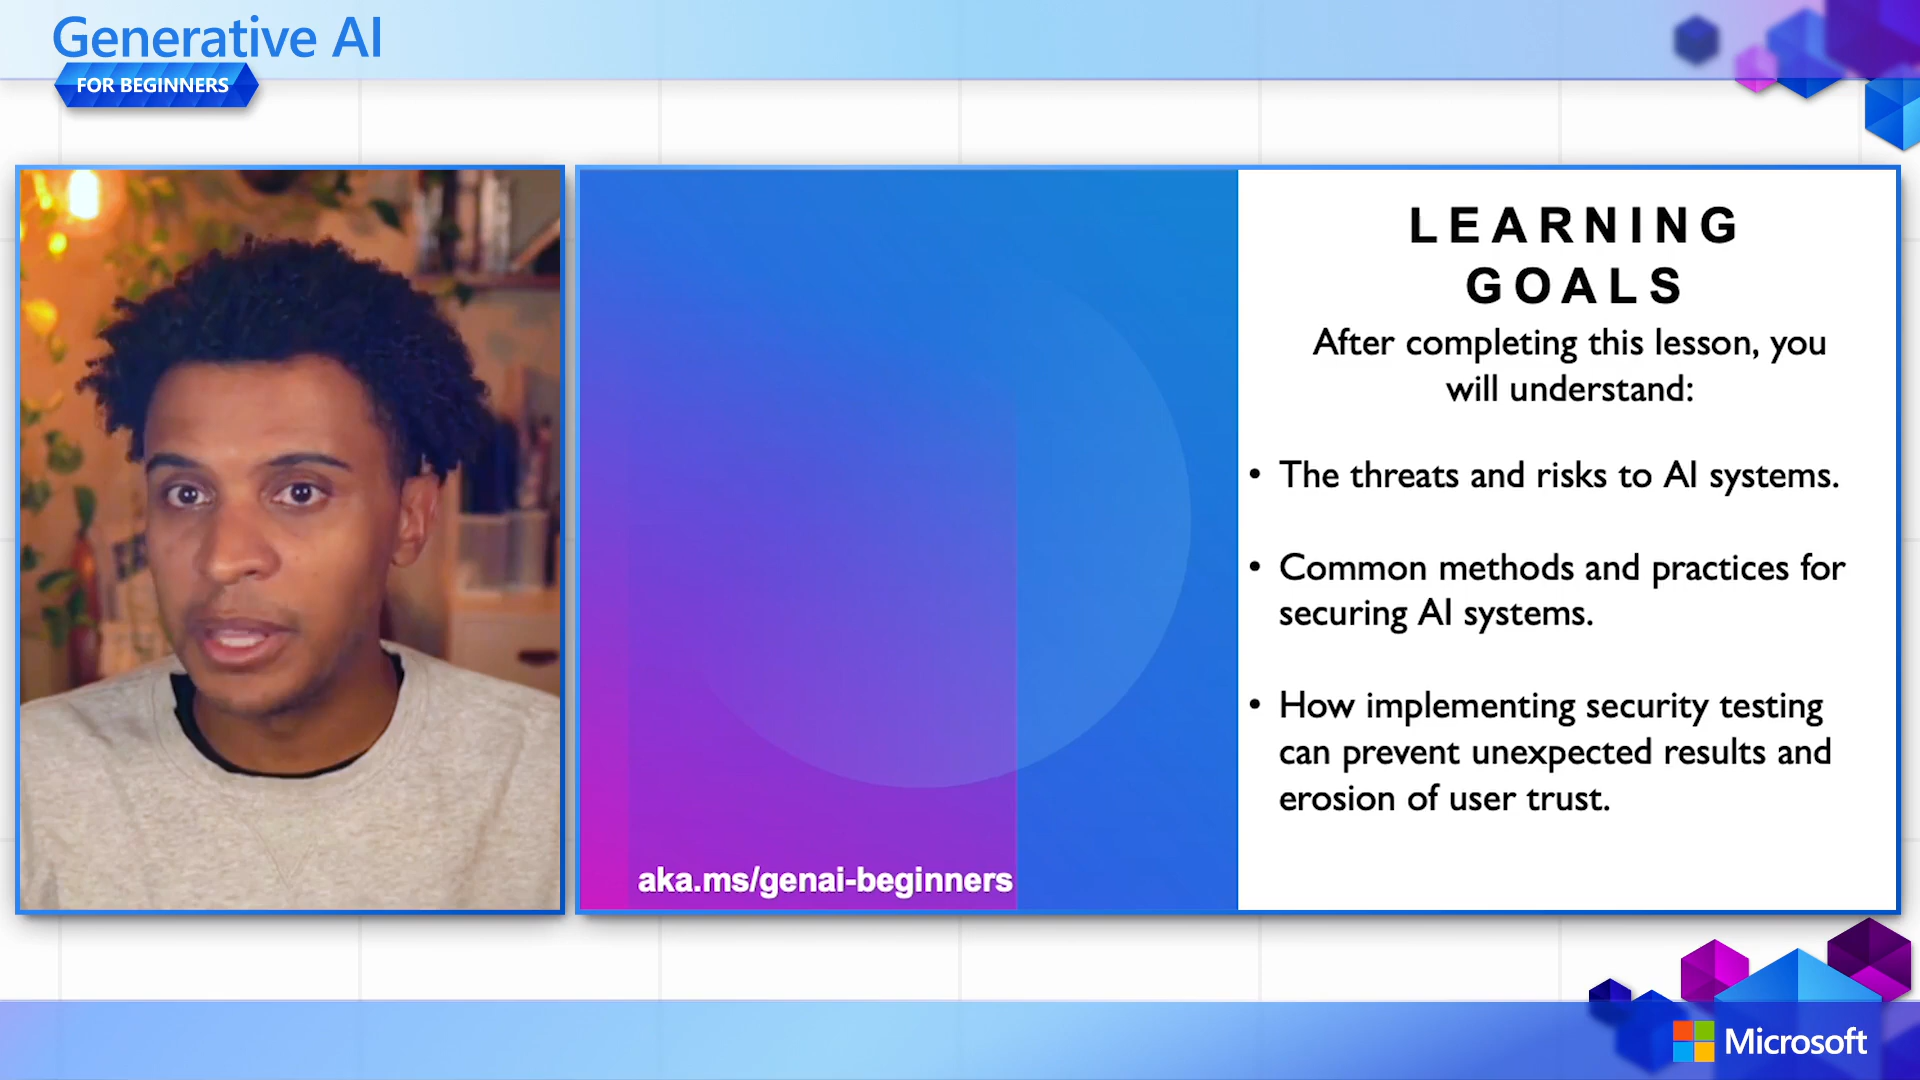 Generative AI
FOR BEGINNERS
LEARNING
GOALS
After completing this lesson, you
will understand:
• The threats and risks to AI systems.
• Common methods and practices for
securing AI systems.
• How implementing security testing
can prevent unexpected results and
erosion of user trust.
aka.ms/genai-beginners
Microsoft